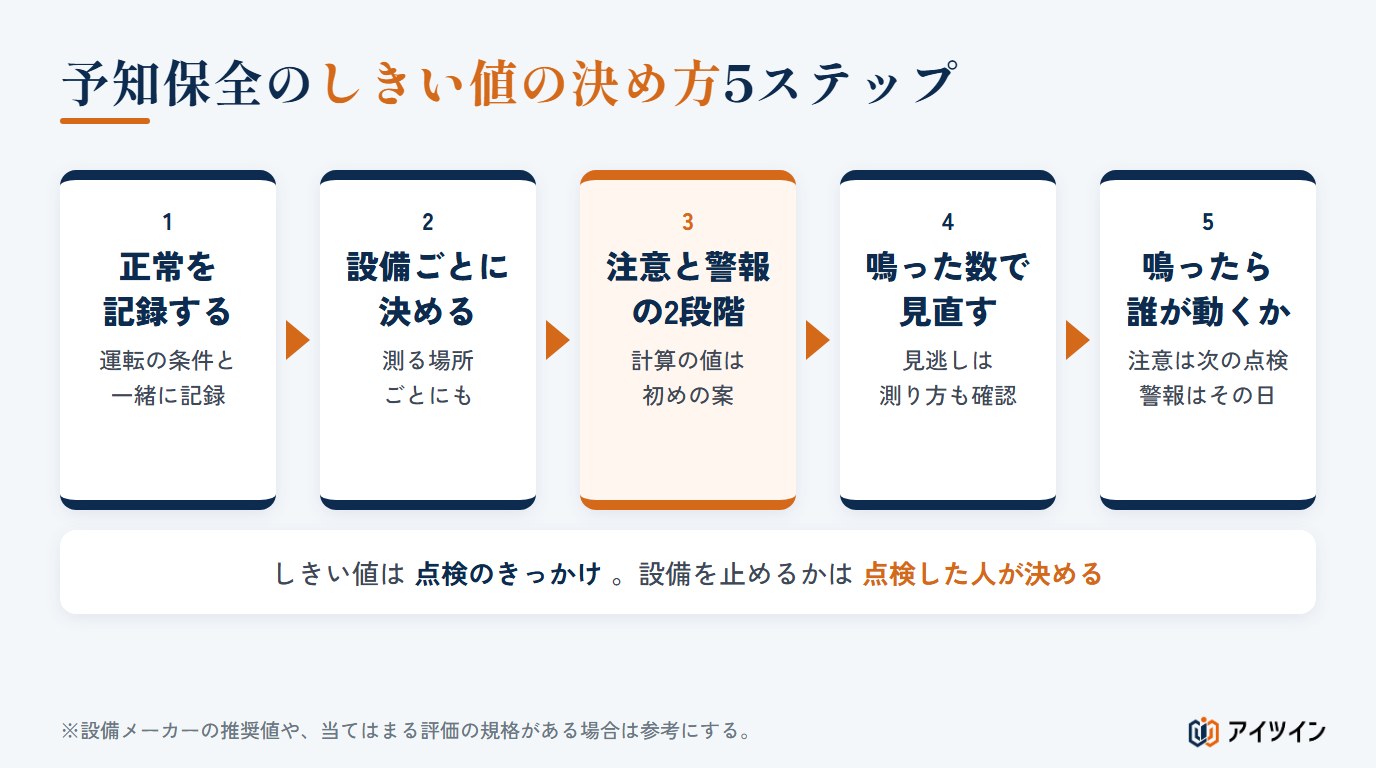 予知保全のしきい値の決め方5ステップ
1
正常を
記録する
運転の条件と
一緒に記録
2
設備ごとに
決める
測る場所
ごとにも
3
注意と警報
の2段階
計算の値は
初めの案
4
鳴った数で
見直す
見逃しは
測り方も確認
5
鳴ったら
誰が動くか
注意は次の点検
警報はその日
しきい値は 点検のきっかけ 。設備を止めるかは 点検した人が決める
※設備メーカーの推奨値や、当てはまる評価の規格がある場合は参考にする。
アイツイン